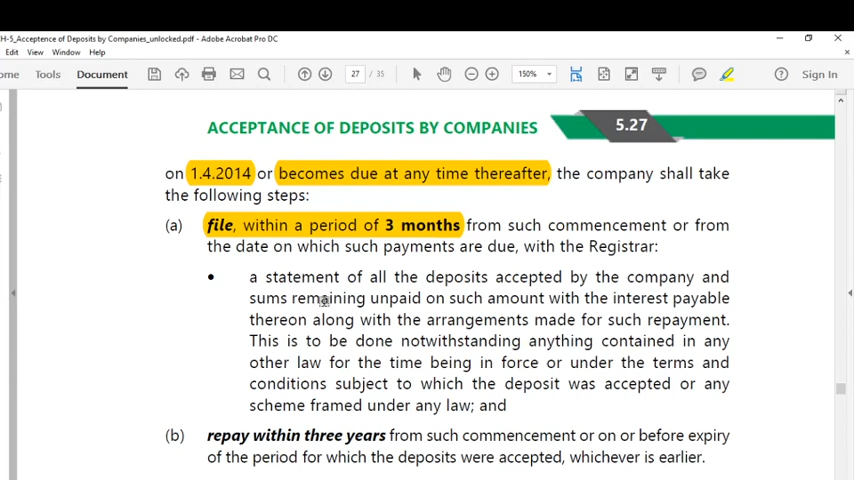 H-5_Acceptance of Deposits by Companies_unlocked.pdf - Adobe Acrobat Pro DC
Edit View Window Help
ome Tools Document 27 / 35 150% Sign In
ACCEPTANCE OF DEPOSITS BY COMPANIES 5.27
on 1.4.2014 or becomes due at any time thereafter, the company shall take
the following steps:
(a) file, within a period of 3 months from such commencement or from
the date on which such payments are due, with the Registrar:
• a statement of all the deposits accepted by the company and
sums remaining unpaid on such amount with the interest payable
thereon along with the arrangements made for such repayment.
This is to be done notwithstanding anything contained in any
other law for the time being in force or under the terms and
conditions subject to which the deposit was accepted or any
scheme framed under any law; and
(b) repay within three years from such commencement or on or before expiry
of the period for which the deposits were accepted, whichever is earlier.